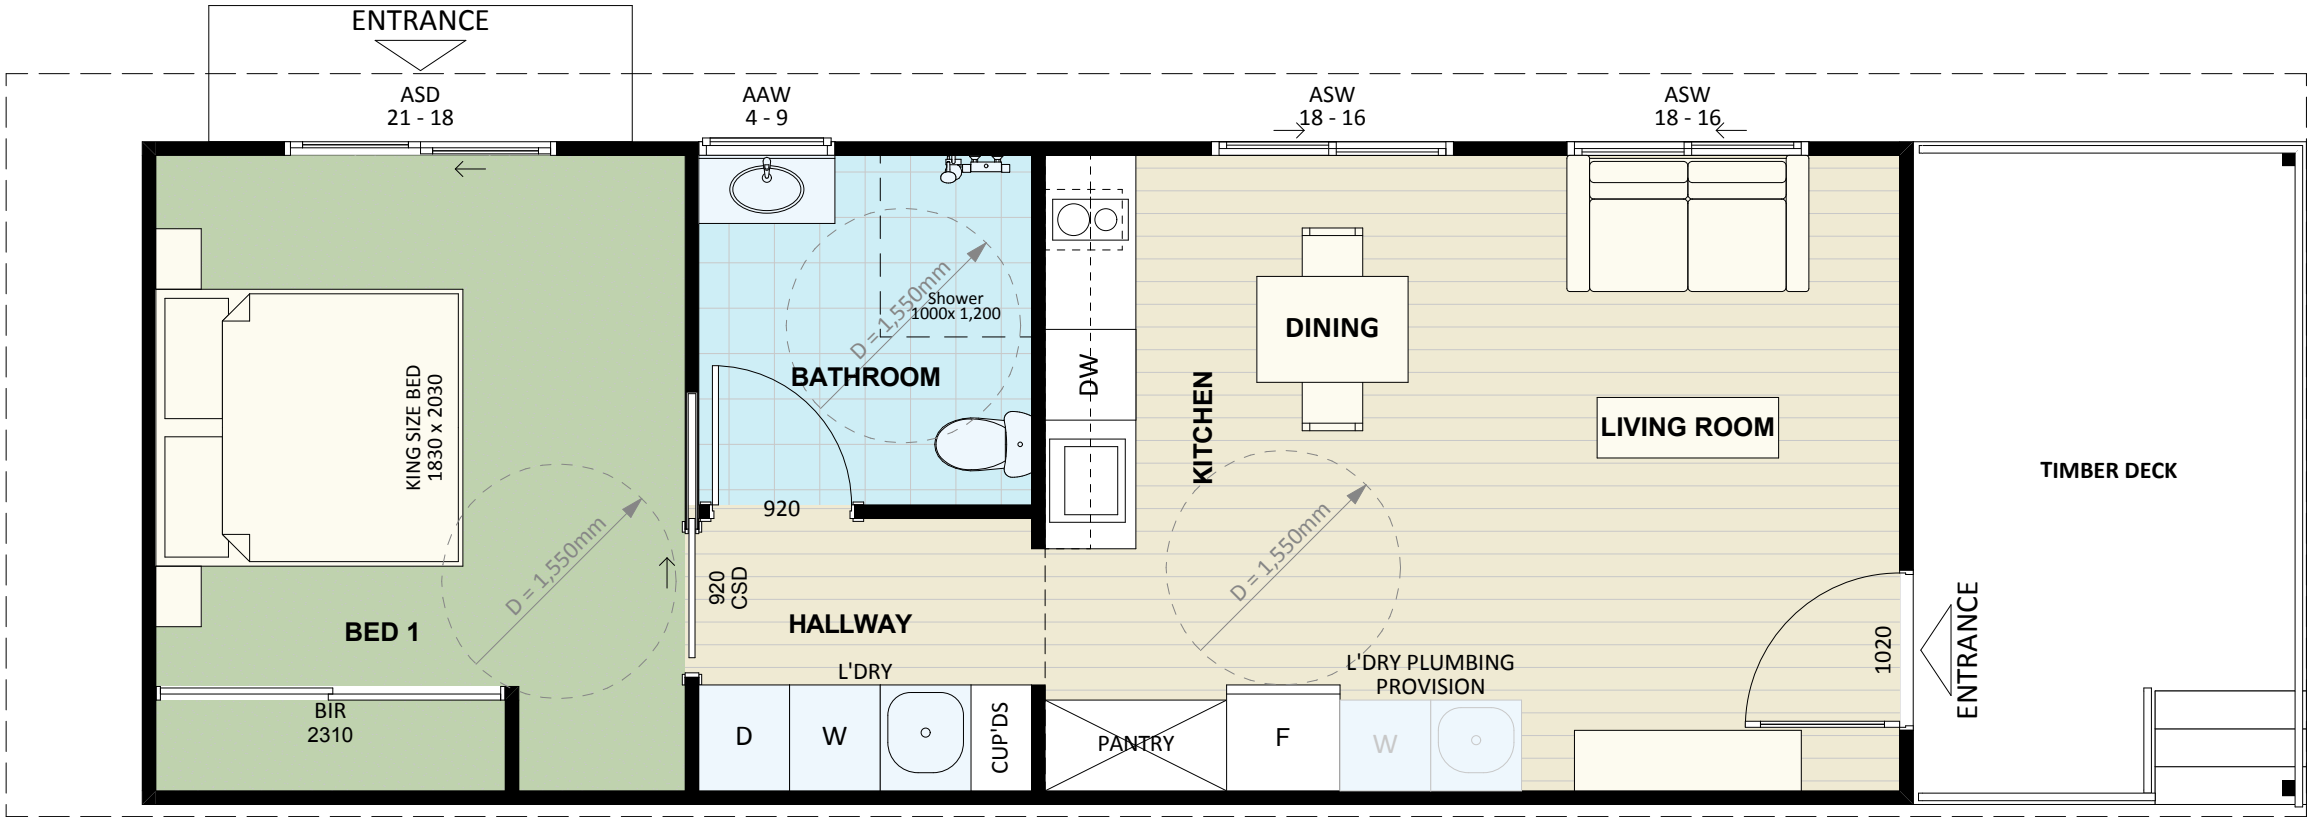 ENTRANCE
ASD
21 - 18
AAW
4 - 9
ASW
18 - 16
ASW
18 - 16
D = 1,550mm
Shower
1000x 1,200
BATHROOM
DINING
DW
KITCHEN
LIVING ROOM
TIMBER DECK
KING SIZE BED
1830 x 2030
D = 1,550mm
920
920
CSD
D = 1,550mm
BED 1
HALLWAY
L'DRY
L'DRY PLUMBING
PROVISION
1020
ENTRANCE
BIR
2310
D
W
CUP'DS
PANTRY
F
W